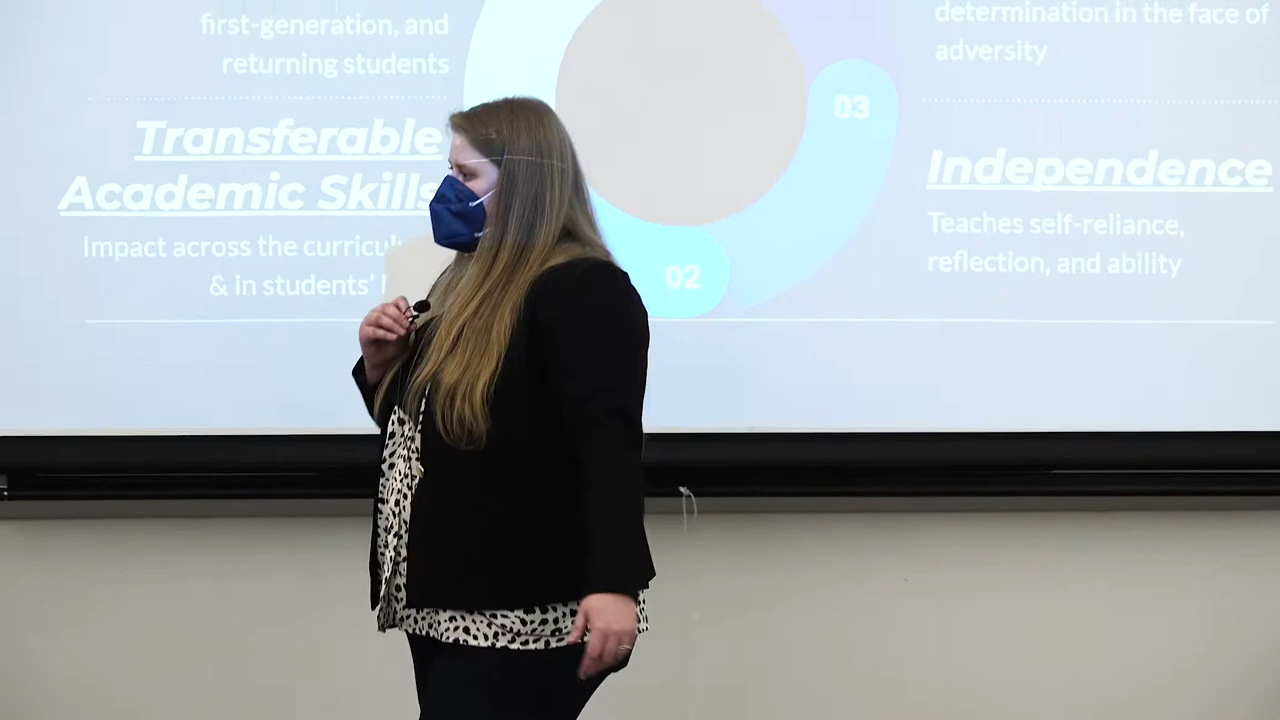 first-generation, and
returning students
Transferable
Academic Skills
Impact across the
& in students'
03
02
determination in the face of
adversity
Independence
Teaches self-reliance,
reflection, and ability